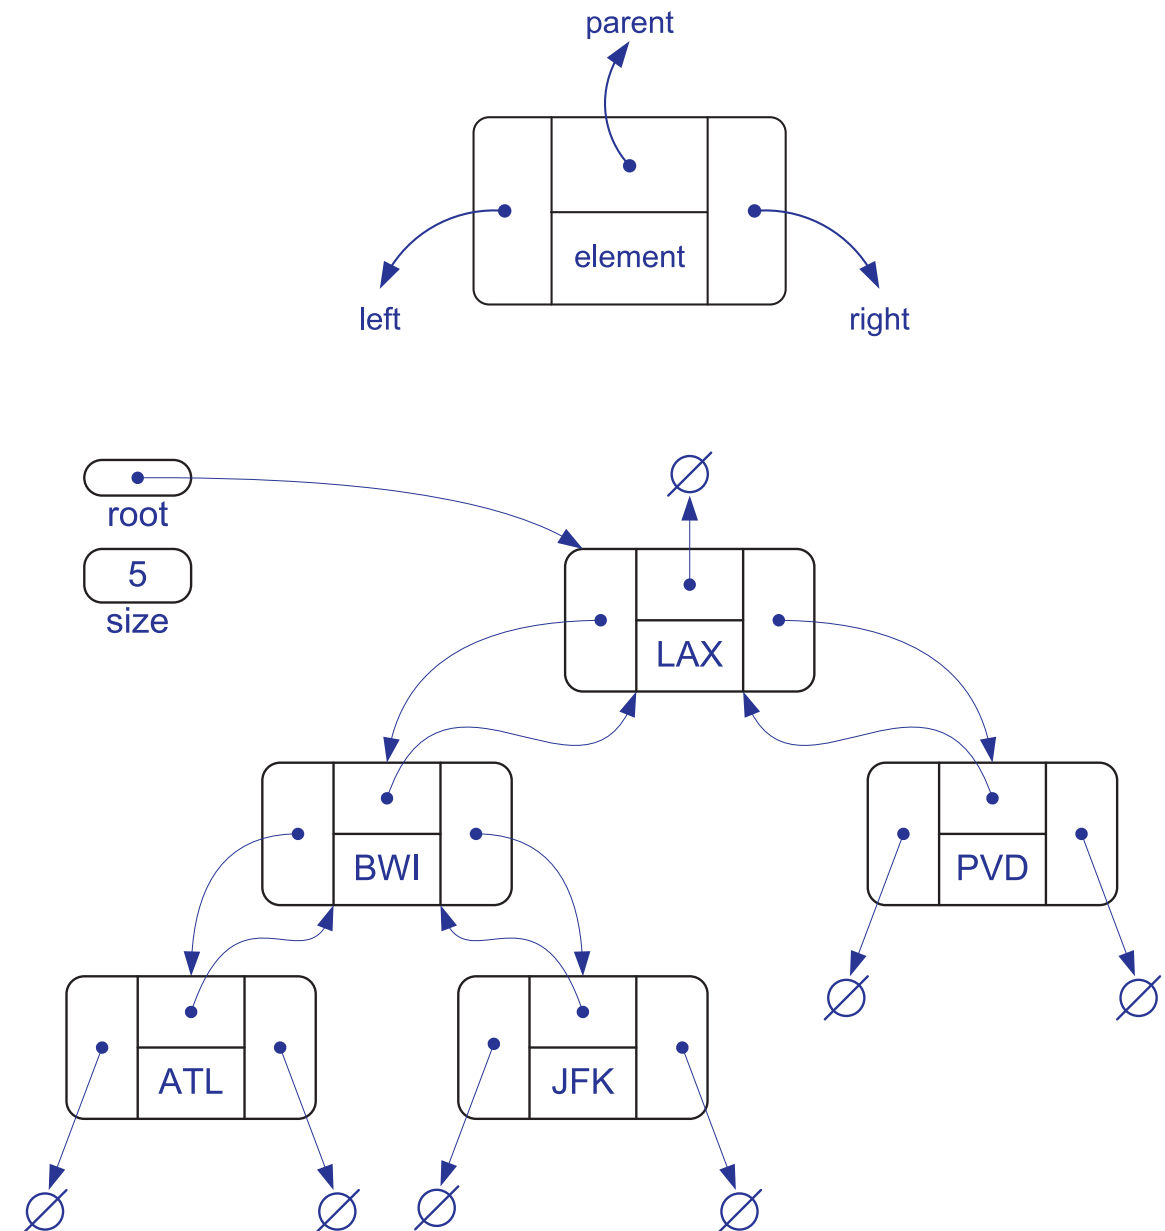 parent
element
left
right
root
5
size
LAX
BWI
PVD
ATL
JFK